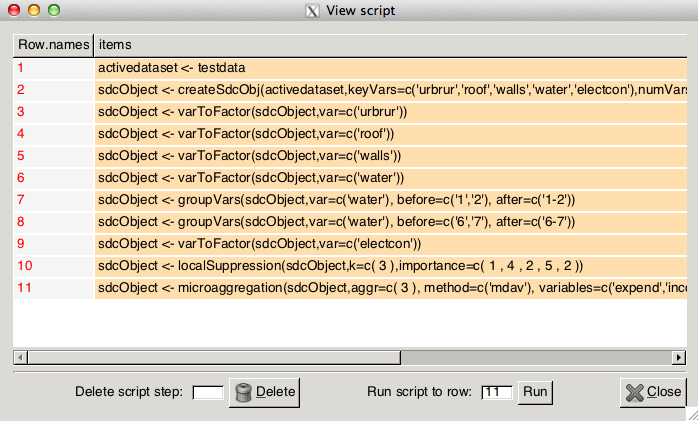 View script
Row.names items
1 activedataset <- testdata
2 sdcObject <- createSdcObj(activedataset,keyVars=c('urbrur','roof','walls','water','electcon'),numVars
3 sdcObject <- varToFactor(sdcObject,var=c('urbrur'))
4 sdcObject <- varToFactor(sdcObject,var=c('roof'))
5 sdcObject <- varToFactor(sdcObject,var=c('walls'))
6 sdcObject <- varToFactor(sdcObject,var=c('water'))
7 sdcObject <- groupVars(sdcObject,var=c('water'), before=c('1','2'), after=c('1-2'))
8 sdcObject <- groupVars(sdcObject,var=c('water'), before=c('6','7'), after=c('6-7'))
9 sdcObject <- varToFactor(sdcObject,var=c('electcon'))
10 sdcObject <- localSuppression(sdcObject,k=c( 3 ),importance=c( 1 , 4 , 2 , 5 , 2 ))
11 sdcObject <- microaggregation(sdcObject,aggr=c( 3 ), method=c('mdav'), variables=c('expend','inco
Delete script step: Delete Run script to row: 11 Run Close